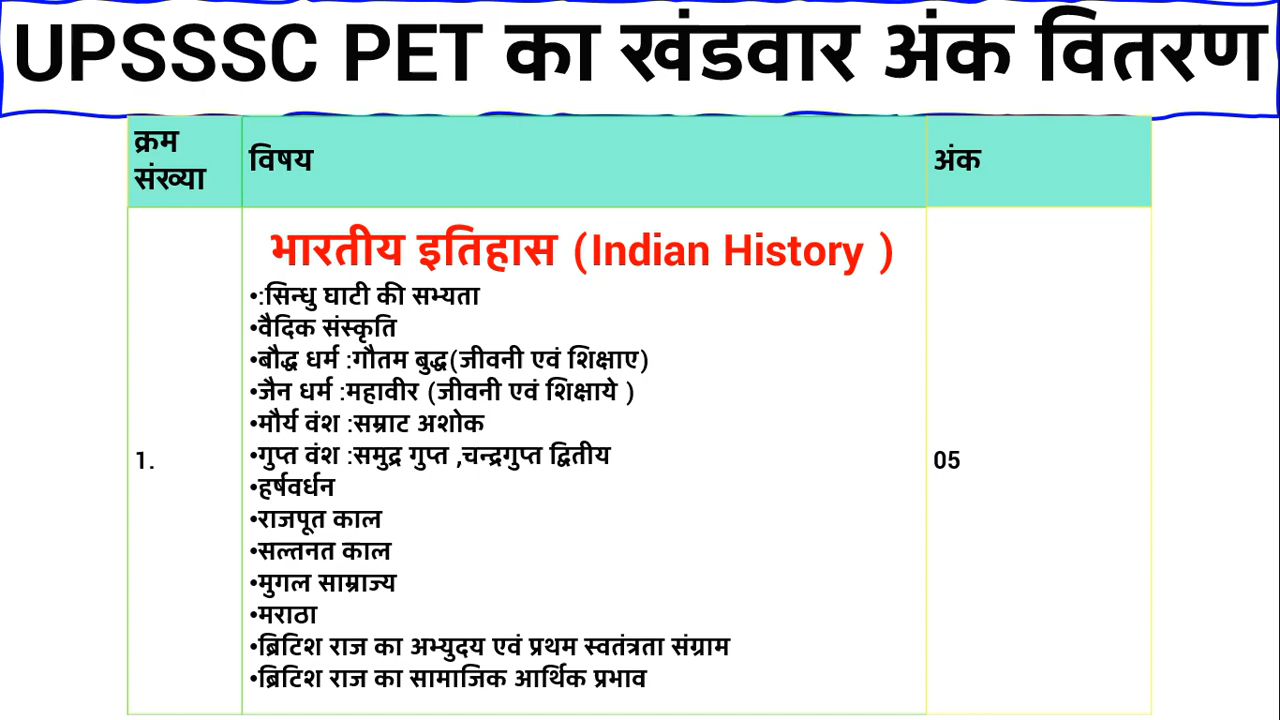 UPSSSC PET का खंडवार अंक वितरण
क्रम
संख्या
विषय
अंक
1.
भारतीय इतिहास (Indian History )
•:सिन्धु घाटी की सभ्यता
•वैदिक संस्कृति
•बौद्ध धर्म :गौतम बुद्ध(जीवनी एवं शिक्षाए)
•जैन धर्म :महावीर (जीवनी एवं शिक्षाये )
•मौर्य वंश :सम्राट अशोक
•गुप्त वंश :समुद्र गुप्त ,चन्द्रगुप्त द्वितीय
•हर्षवर्धन
•राजपूत काल
•सल्तनत काल
•मुगल साम्राज्य
•मराठा
•ब्रिटिश राज का अभ्युदय एवं प्रथम स्वतंत्रता संग्राम
•ब्रिटिश राज का सामाजिक आर्थिक प्रभाव
05